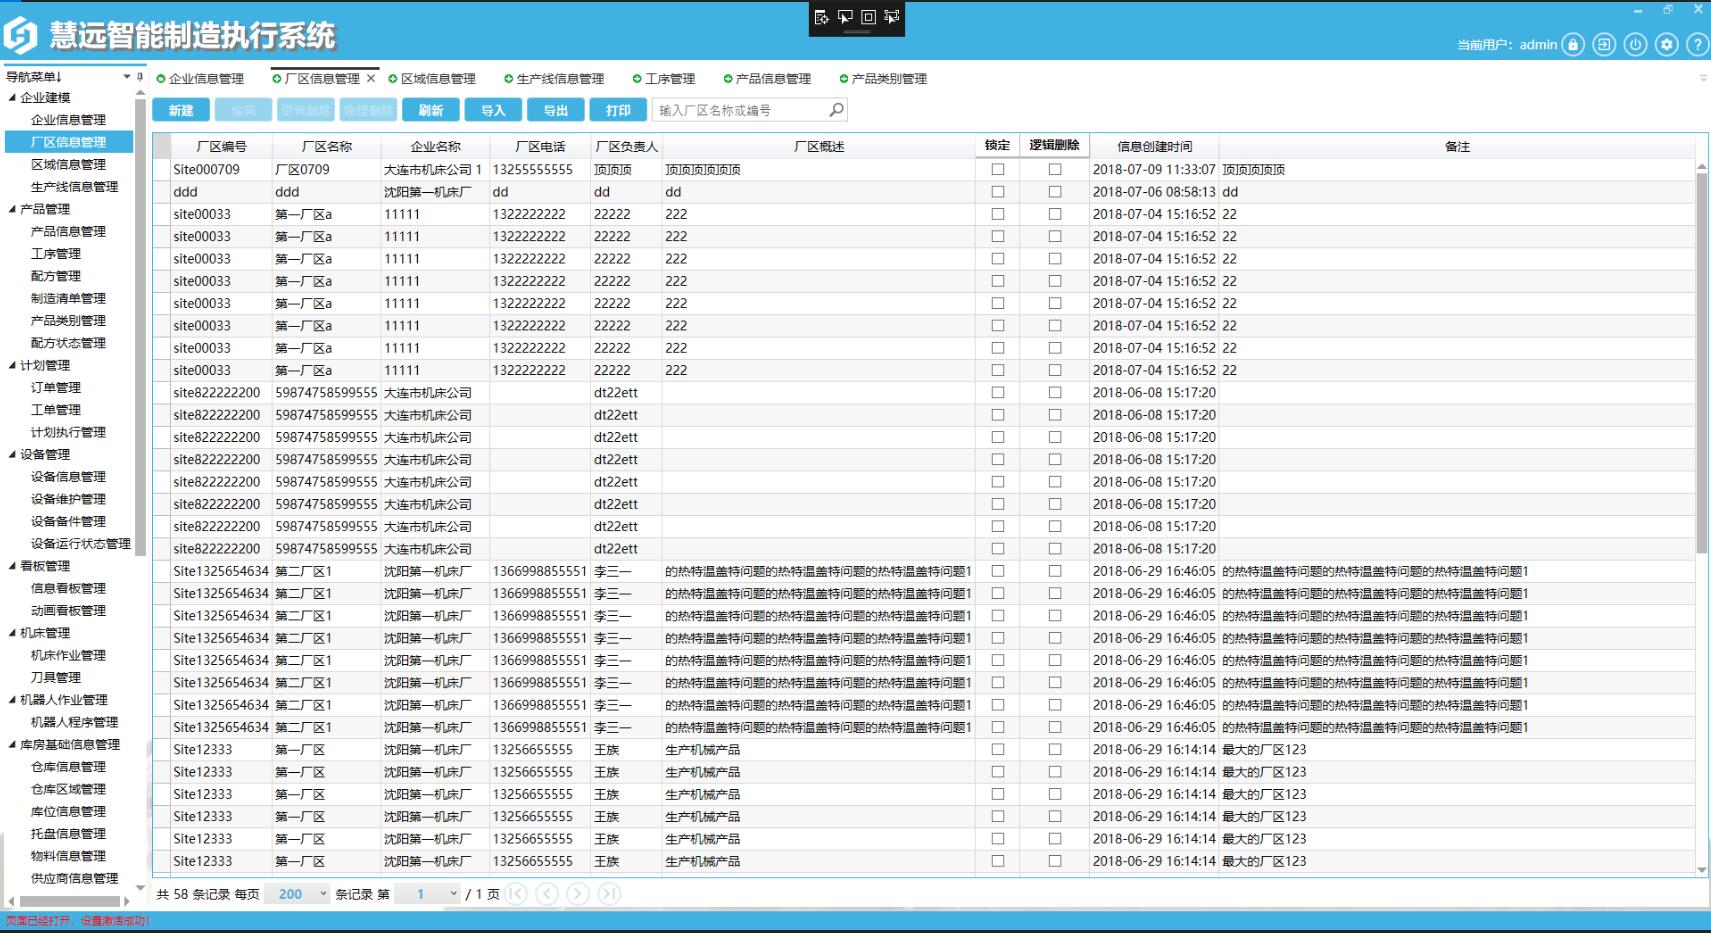 慧远智能制造执行系统
当前用户: admin
导航菜单↓
企业建模
企业信息管理
厂区信息管理
区域信息管理
生产线信息管理
产品管理
产品信息管理
工序管理
配方管理
制造清单管理
产品类别管理
配方状态管理
计划管理
订单管理
工单管理
计划执行管理
设备管理
设备信息管理
设备维护管理
设备备件管理
设备运行状态管理
看板管理
信息看板管理
动画看板管理
机床管理
机床作业管理
刀具管理
机器人作业管理
机器人程序管理
库房基础信息管理
仓库信息管理
仓库区域管理
库位信息管理
托盘信息管理
物料信息管理
供应商信息管理
企业信息管理 厂区信息管理 区域信息管理 生产线信息管理 工序管理 产品信息管理 产品类别管理
新建 编辑 逻辑删除 物理删除 刷新 导入 导出 打印 输入厂区名称或编号
厂区编号 厂区名称 企业名称 厂区电话 厂区负责人 厂区概述 锁定 逻辑删除 信息创建时间 备注
Site000709 厂区0709 大连市机床公司 1 13255555555 顶顶顶 顶顶顶顶顶顶 2018-07-09 11:33:07 顶顶顶顶顶
ddd ddd 沈阳第一机床厂 dd dd dd 2018-07-06 08:58:13 dd
site00033 第一厂区a 11111 1322222222 22222 222 2018-07-04 15:16:52 22
site00033 第一厂区a 11111 1322222222 22222 222 2018-07-04 15:16:52 22
site00033 第一厂区a 11111 1322222222 22222 222 2018-07-04 15:16:52 22
site00033 第一厂区a 11111 1322222222 22222 222 2018-07-04 15:16:52 22
site00033 第一厂区a 11111 1322222222 22222 222 2018-07-04 15:16:52 22
site00033 第一厂区a 11111 1322222222 22222 222 2018-07-04 15:16:52 22
site00033 第一厂区a 11111 1322222222 22222 222 2018-07-04 15:16:52 22
site00033 第一厂区a 11111 1322222222 22222 222 2018-07-04 15:16:52 22
site822222200 59874758599555 大连市机床公司 dt22ett 2018-06-08 15:17:20
site822222200 59874758599555 大连市机床公司 dt22ett 2018-06-08 15:17:20
site822222200 59874758599555 大连市机床公司 dt22ett 2018-06-08 15:17:20
site822222200 59874758599555 大连市机床公司 dt22ett 2018-06-08 15:17:20
site822222200 59874758599555 大连市机床公司 dt22ett 2018-06-08 15:17:20
site822222200 59874758599555 大连市机床公司 dt22ett 2018-06-08 15:17:20
site822222200 59874758599555 大连市机床公司 dt22ett 2018-06-08 15:17:20
site822222200 59874758599555 大连市机床公司 dt22ett 2018-06-08 15:17:20
Site1325654634 第二厂区1 沈阳第一机床厂 1366998855551 李三一 的热特温盖特问题的热特温盖特问题的热特温盖特问题1 2018-06-29 16:46:05 的热特温盖特问题的热特温盖特问题的热特温盖特问题1
Site1325654634 第二厂区1 沈阳第一机床厂 1366998855551 李三一 的热特温盖特问题的热特温盖特问题的热特温盖特问题1 2018-06-29 16:46:05 的热特温盖特问题的热特温盖特问题的热特温盖特问题1
Site1325654634 第二厂区1 沈阳第一机床厂 1366998855551 李三一 的热特温盖特问题的热特温盖特问题的热特温盖特问题1 2018-06-29 16:46:05 的热特温盖特问题的热特温盖特问题的热特温盖特问题1
Site1325654634 第二厂区1 沈阳第一机床厂 1366998855551 李三一 的热特温盖特问题的热特温盖特问题的热特温盖特问题1 2018-06-29 16:46:05 的热特温盖特问题的热特温盖特问题的热特温盖特问题1
Site1325654634 第二厂区1 沈阳第一机床厂 1366998855551 李三一 的热特温盖特问题的热特温盖特问题的热特温盖特问题1 2018-06-29 16:46:05 的热特温盖特问题的热特温盖特问题的热特温盖特问题1
Site1325654634 第二厂区1 沈阳第一机床厂 1366998855551 李三一 的热特温盖特问题的热特温盖特问题的热特温盖特问题1 2018-06-29 16:46:05 的热特温盖特问题的热特温盖特问题的热特温盖特问题1
Site1325654634 第二厂区1 沈阳第一机床厂 1366998855551 李三一 的热特温盖特问题的热特温盖特问题的热特温盖特问题1 2018-06-29 16:46:05 的热特温盖特问题的热特温盖特问题的热特温盖特问题1
Site1325654634 第二厂区1 沈阳第一机床厂 1366998855551 李三一 的热特温盖特问题的热特温盖特问题的热特温盖特问题1 2018-06-29 16:46:05 的热特温盖特问题的热特温盖特问题的热特温盖特问题1
Site12333 第一厂区 沈阳第一机床厂 13256655555 王族 生产机械产品 2018-06-29 16:14:14 最大的厂区123
Site12333 第一厂区 沈阳第一机床厂 13256655555 王族 生产机械产品 2018-06-29 16:14:14 最大的厂区123
Site12333 第一厂区 沈阳第一机床厂 13256655555 王族 生产机械产品 2018-06-29 16:14:14 最大的厂区123
Site12333 第一厂区 沈阳第一机床厂 13256655555 王族 生产机械产品 2018-06-29 16:14:14 最大的厂区123
Site12333 第一厂区 沈阳第一机床厂 13256655555 王族 生产机械产品 2018-06-29 16:14:14 最大的厂区123
Site12333 第一厂区 沈阳第一机床厂 13256655555 王族 生产机械产品 2018-06-29 16:14:14 最大的厂区123
共 58 条记录 每页 200 条记录 第 1 / 1 页
页面已经打开，设置激活成功！